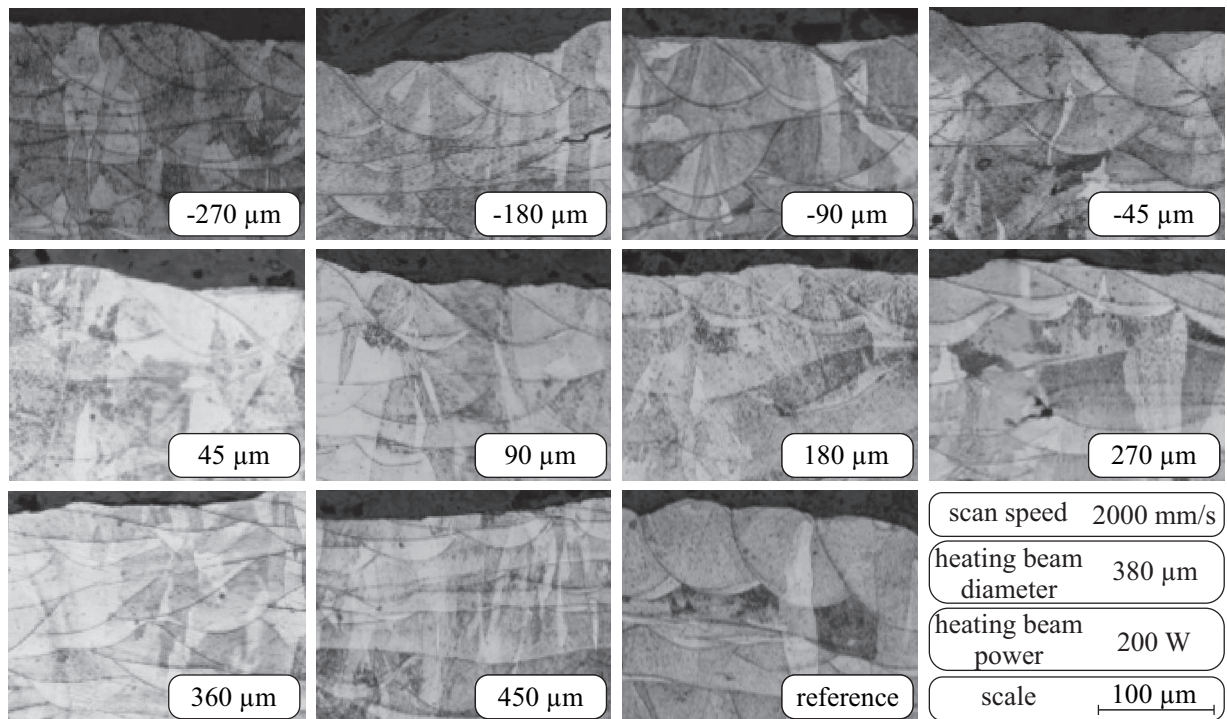 -270 µm
-180 µm
-90 µm
-45 µm
45 µm
90 µm
180 µm
270 µm
360 µm
450 µm
reference
scan speed 2000 mm/s
heating beam
diameter 380 µm
heating beam
power 200 W
scale 100 µm